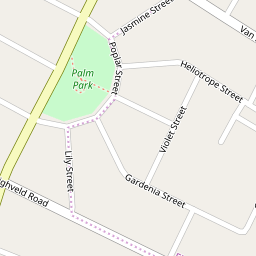 Jasmine Street
Van
Poplar Street
Palm
Park
Heliotrope Street
Violet Street
Lily Street
Gardenia Street
ghveld Road